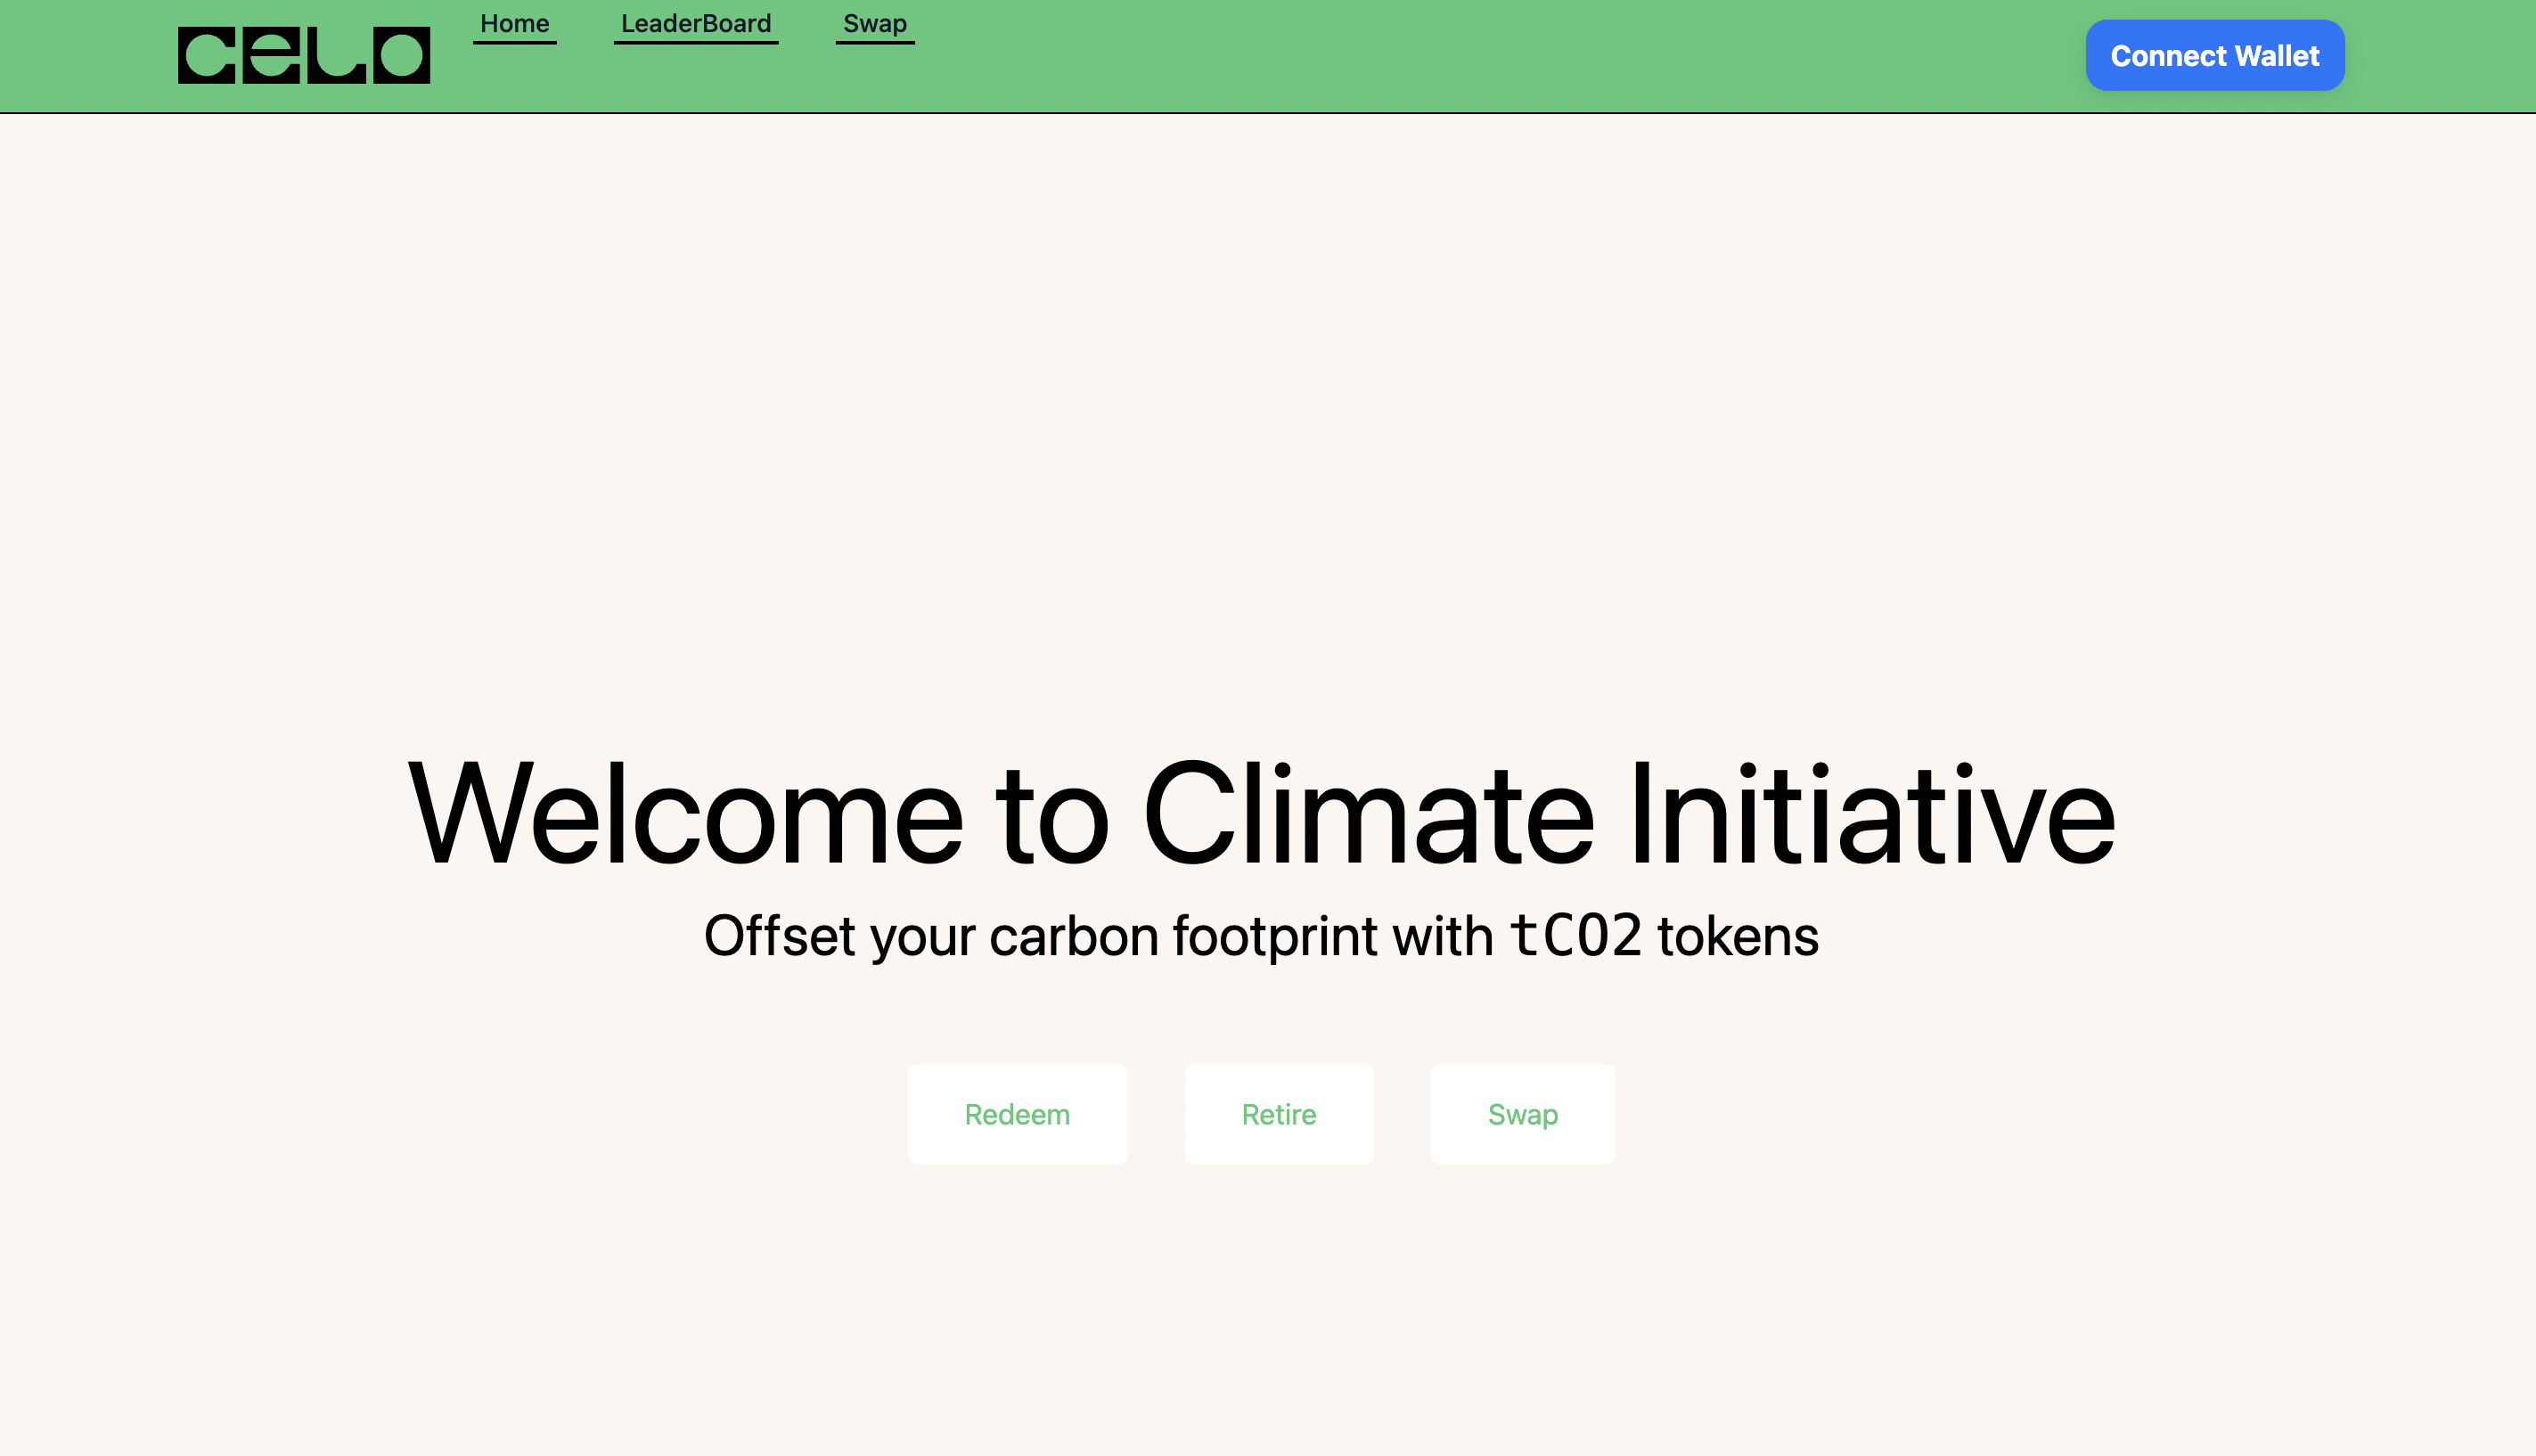 CELO
Home LeaderBoard Swap
Connect Wallet
Welcome to Climate Initiative
Offset your carbon footprint with tCO2 tokens
Redeem Retire Swap